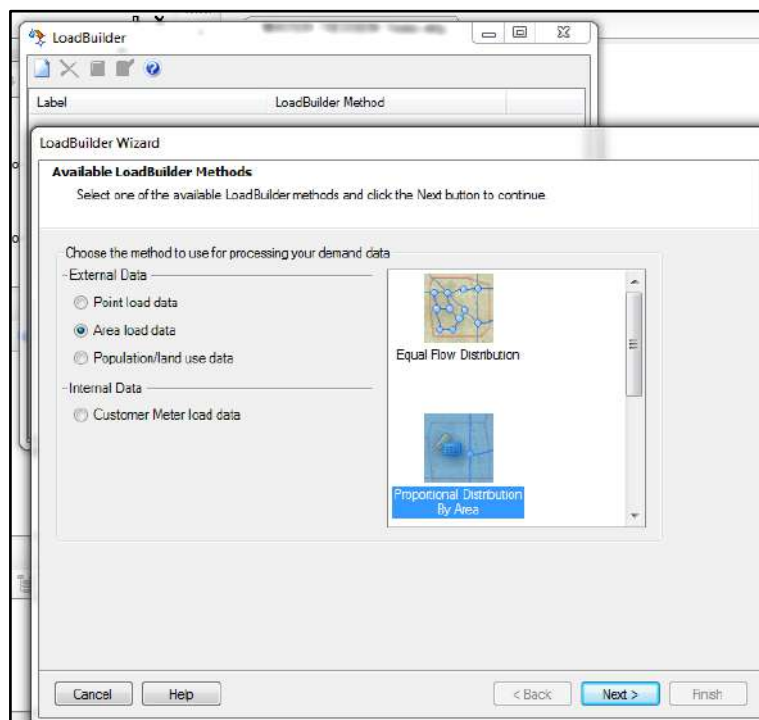 LoadBuilder
Label LoadBuilder Method
LoadBuilder Wizard
Available LoadBuilder Methods
Select one of the available LoadBuilder methods and click the Next button to continue.
Choose the method to use for processing your demand data
External Data
Point load data
Area load data
Population/land use data
Internal Data
Customer Meter load data
Equal Flow Distribution
Proportional Distribution
By Area
Cancel Help < Back Next > Finish